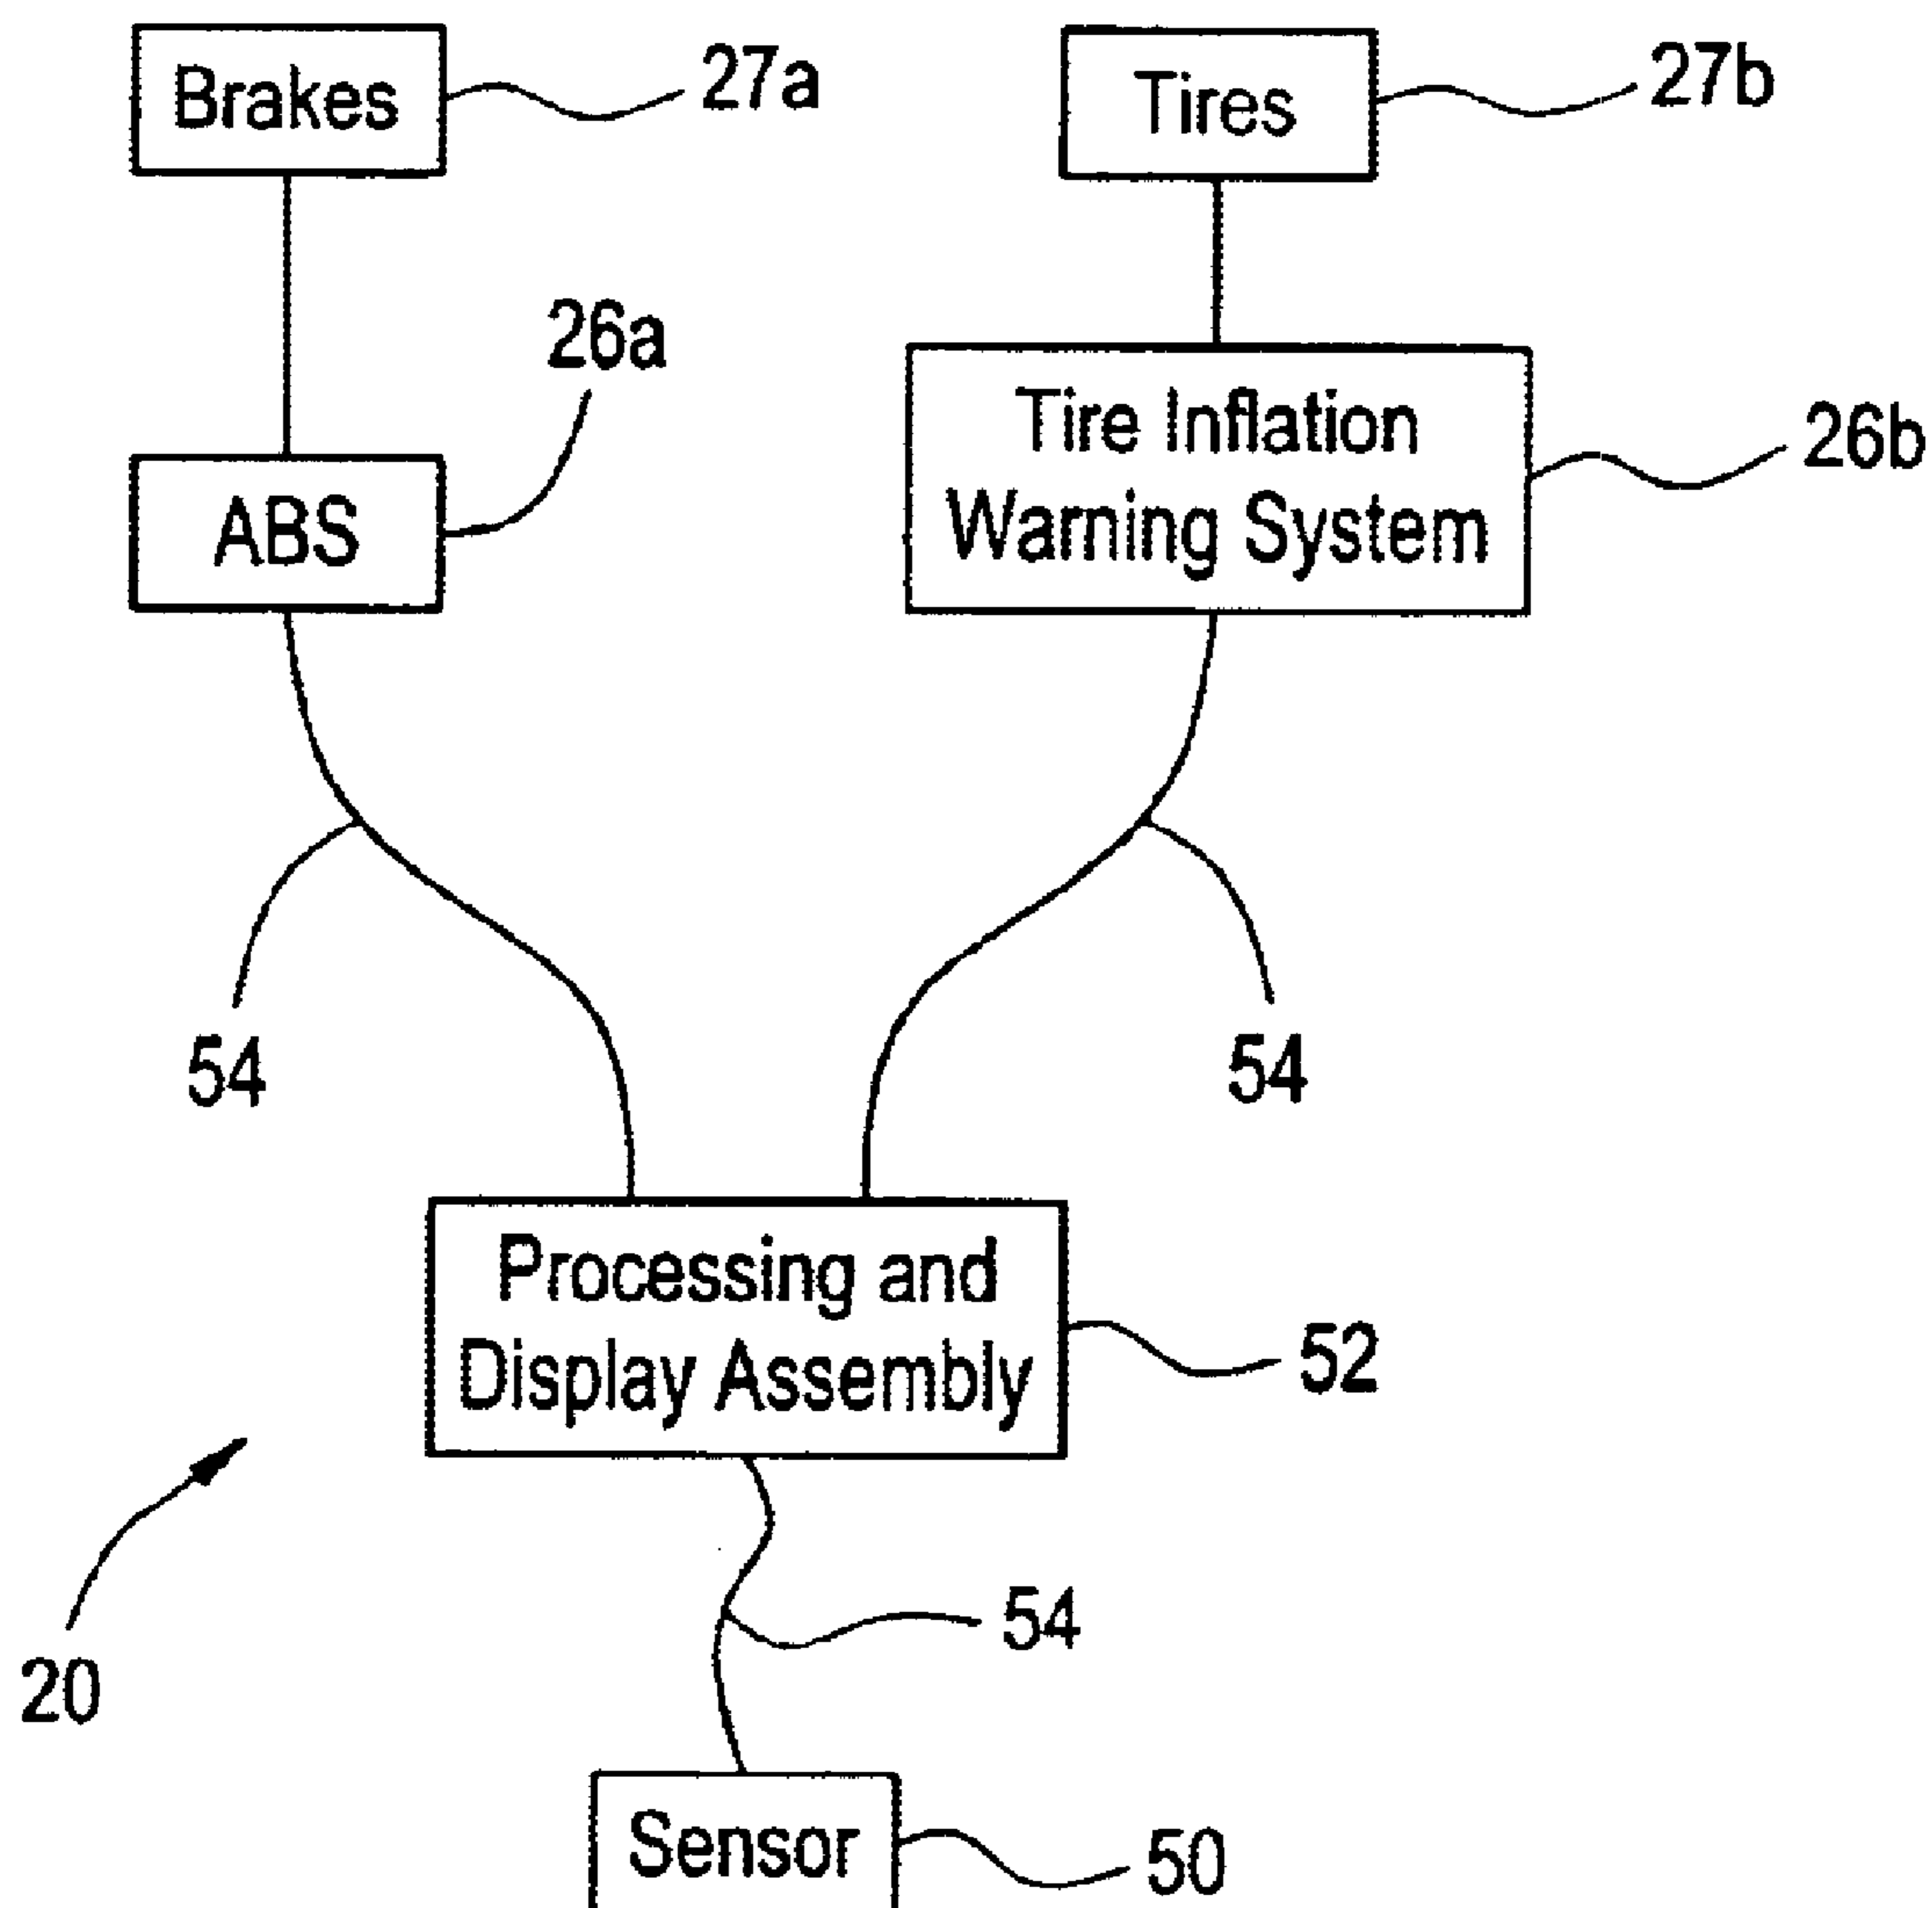 Brakes
27a
Tires
27b
26a
ABS
Tire Inflation
Warning System
26b
54
54
Processing and
Display Assembly
52
54
20
Sensor
50